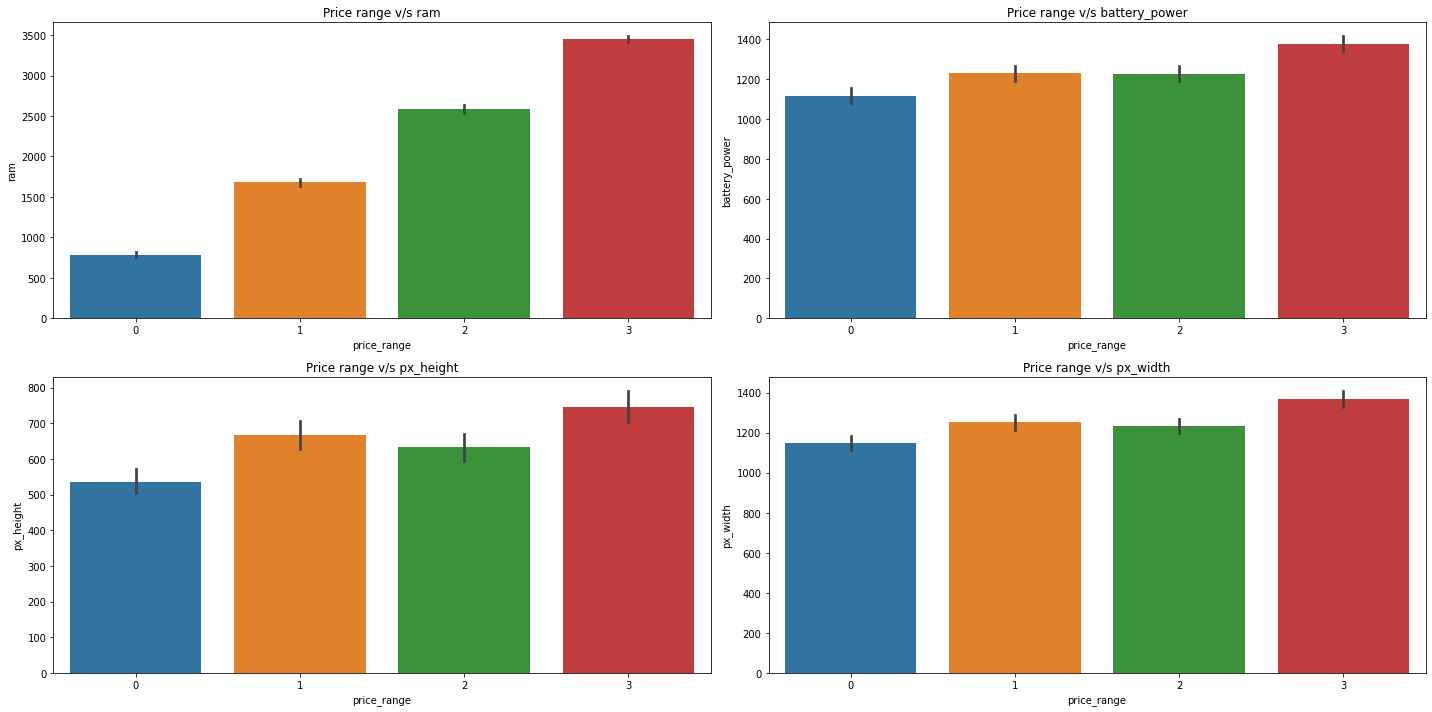 Price range v/s ram
3500
3000
2500
2000
1500
1000
500
0
ram
0 1 2 3
price_range
Price range v/s battery_power
1400
1200
1000
800
600
400
200
0
battery_power
0 1 2 3
price_range
Price range v/s px_height
800
700
600
500
400
300
200
100
0
px_height
0 1 2 3
price_range
Price range v/s px_width
1400
1200
1000
800
600
400
200
0
px_width
0 1 2 3
price_range